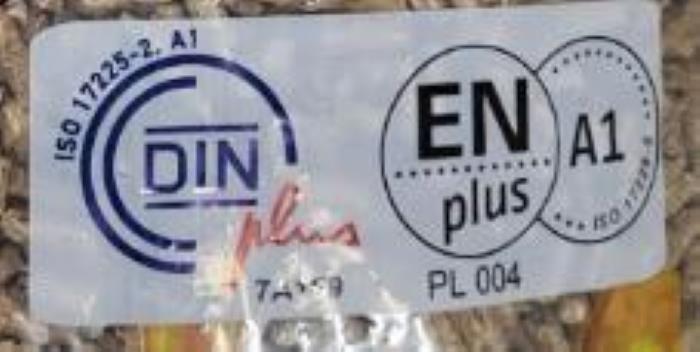 ISO 17225-2, A1
DIN
plus
EN
plus
A1
ISO 17225-2
PL 004